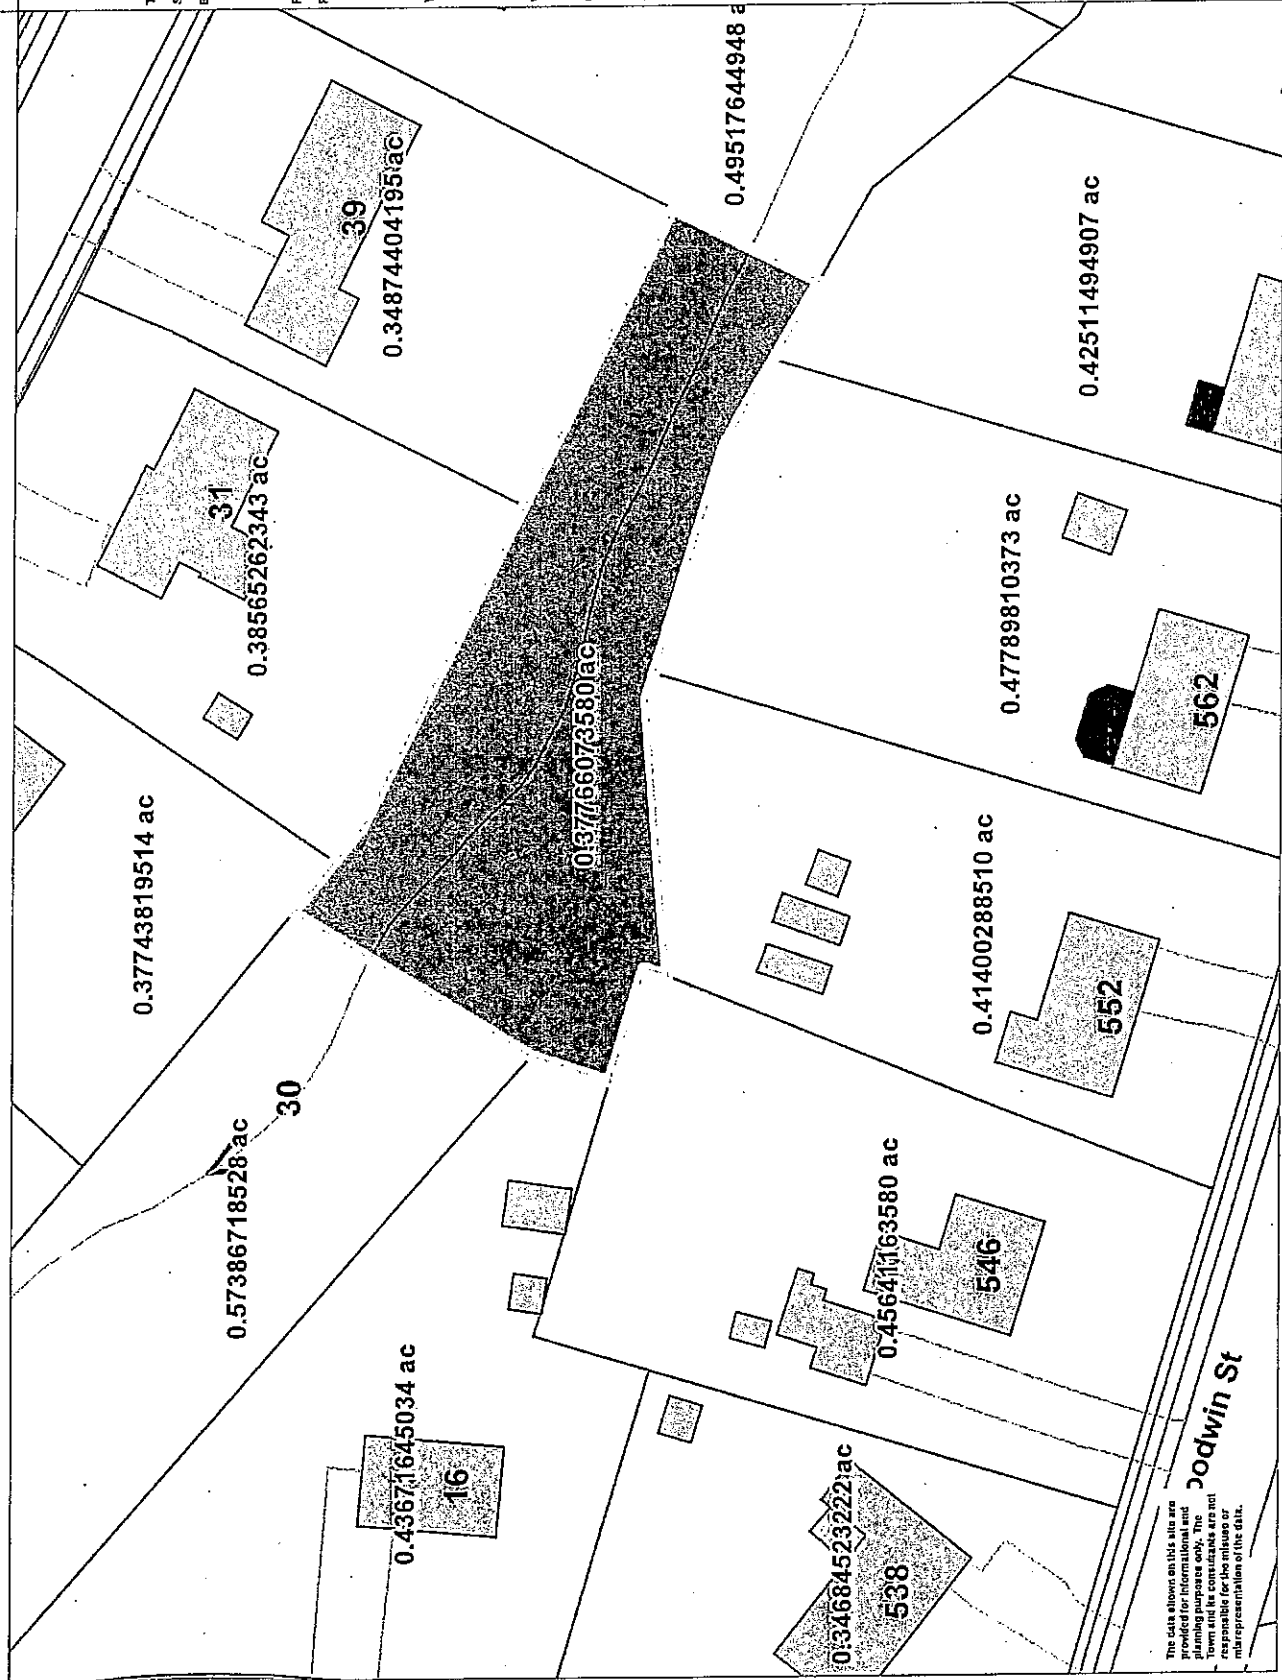 39
0.34874404195 ac
0.49517644948 a
31
0.38565262343 ac
0.42511494907 ac
0.37743819514 ac
0.37766073580 ac
0.47789810373 ac
562
30
0.57386718528 ac
0.41400288510 ac
552
0.43671645034 ac
16
0.45641163580 ac
546
0.34684523222 ac
538
oodwin St
The data shown on this site are
provided for informational and
planning purposes only. The
Town and its consultants are not
responsible for the misuse or
misrepresentation of the data.